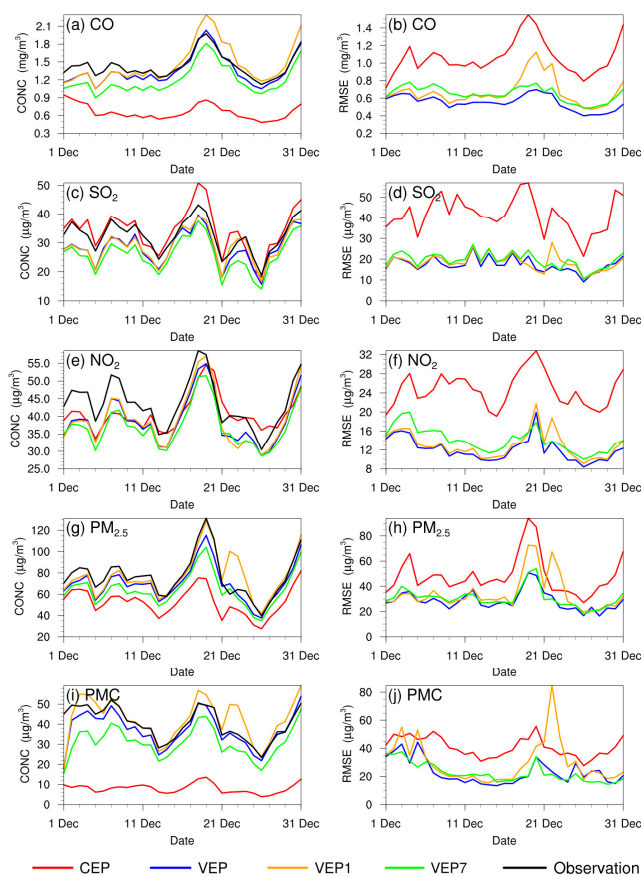 (a) CO
CONC (mg/m³)
2.1
1.8
1.5
1.2
0.9
0.6
0.3
1 Dec 11 Dec 21 Dec 31 Dec
Date
(b) CO
RMSE (mg/m³)
1.4
1.2
1.0
0.8
0.6
0.4
0.2
1 Dec 11 Dec 21 Dec 31 Dec
Date
(c) SO₂
CONC (μg/m³)
50
40
30
20
10
1 Dec 11 Dec 21 Dec 31 Dec
Date
(d) SO₂
RMSE (μg/m³)
50
40
30
20
10
0
1 Dec 11 Dec 21 Dec 31 Dec
Date
(e) NO₂
CONC (μg/m³)
55.0
50.0
45.0
40.0
35.0
30.0
25.0
1 Dec 11 Dec 21 Dec 31 Dec
Date
(f) NO₂
RMSE (μg/m³)
32
28
24
20
16
12
8
1 Dec 11 Dec 21 Dec 31 Dec
Date
(g) PM₂.₅
CONC (μg/m³)
120
100
80
60
40
20
1 Dec 11 Dec 21 Dec 31 Dec
Date
(h) PM₂.₅
RMSE (μg/m³)
80
60
40
20
0
1 Dec 11 Dec 21 Dec 31 Dec
Date
(i) PMC
CONC (μg/m³)
50
40
30
20
10
0
1 Dec 11 Dec 21 Dec 31 Dec
Date
(j) PMC
RMSE (μg/m³)
80
60
40
20
0
1 Dec 11 Dec 21 Dec 31 Dec
Date
CEP VEP VEP1 VEP7 Observation